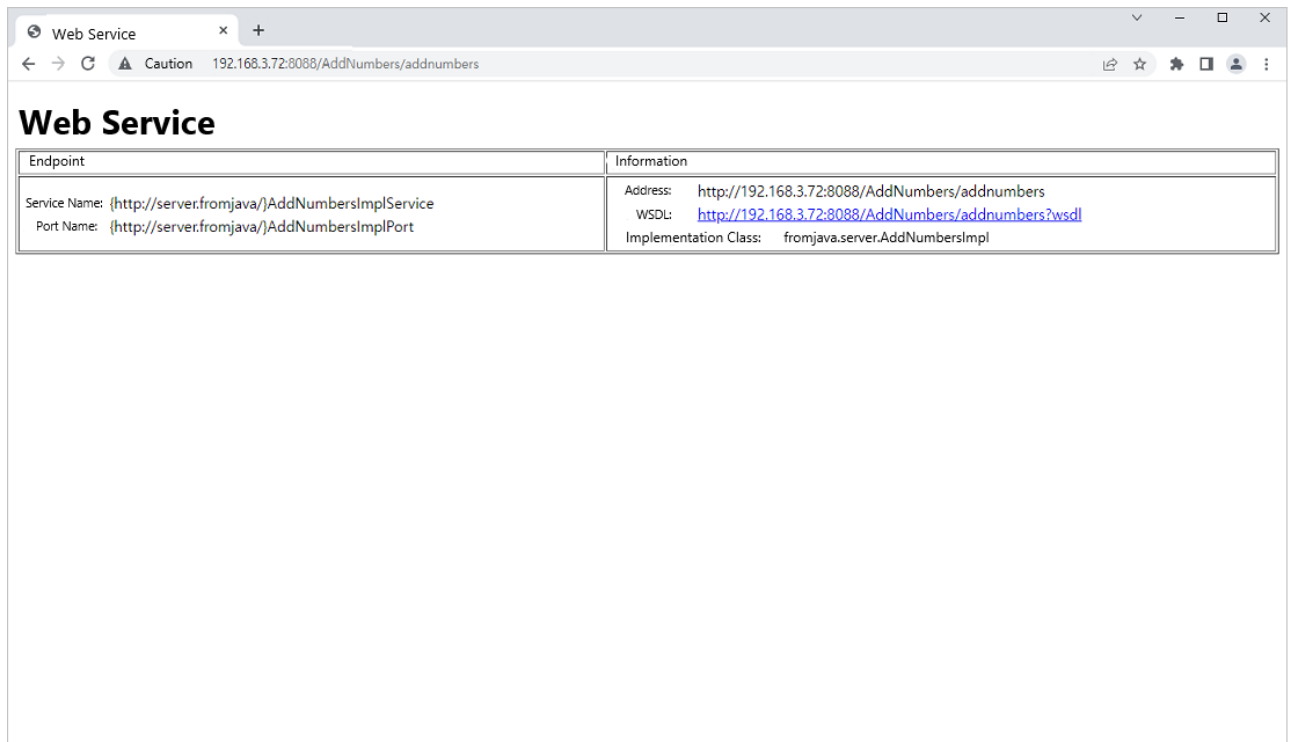 Web Service
Caution 192.168.3.72:8088/AddNumbers/addnumbers
Web Service
Endpoint Information
Service Name: {http://server.fromjava/}AddNumbersImplService
Port Name: {http://server.fromjava/}AddNumbersImplPort
Address: http://192.168.3.72:8088/AddNumbers/addnumbers
WSDL: http://192.168.3.72:8088/AddNumbers/addnumbers?wsdl
Implementation Class: fromjava.server.AddNumbersImpl